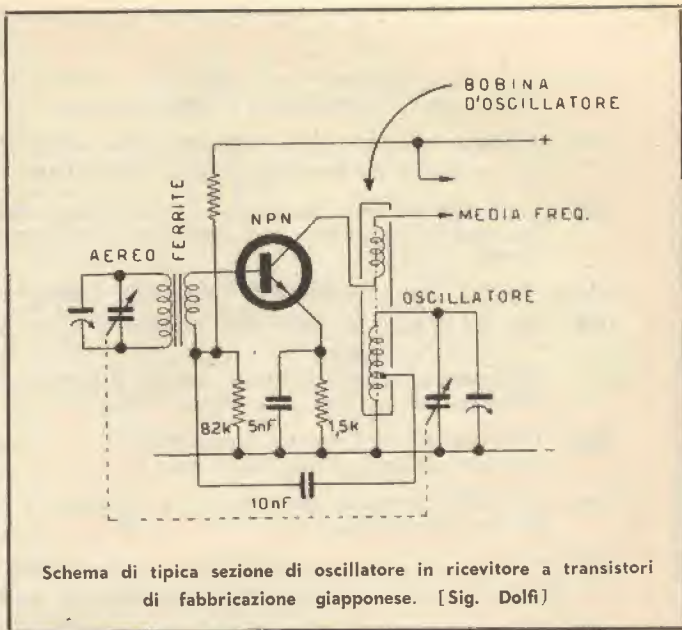 BOBINA
D'OSCILLATORE
+
MEDIA FREQ.
NPN
FERRITE
AEREO
OSCILLATORE
82k
5nF
1,5k
10nF
Schema di tipica sezione di oscillatore in ricevitore a transistori
di fabbricazione giapponese. [Sig. Dolfi]